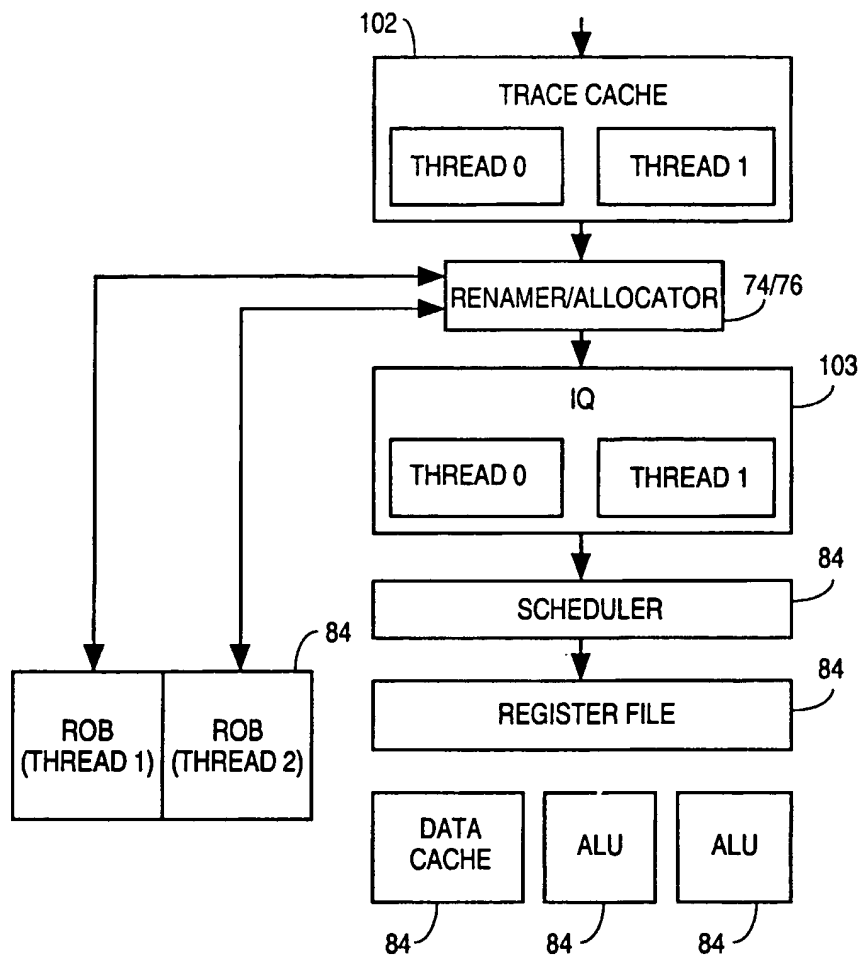 102
TRACE CACHE
THREAD 0
THREAD 1
RENAMER/ALLOCATOR
74/76
103
IQ
THREAD 0
THREAD 1
84
SCHEDULER
84
84
REGISTER FILE
ROB
(THREAD 1)
ROB
(THREAD 2)
DATA
CACHE
ALU
ALU
84
84
84